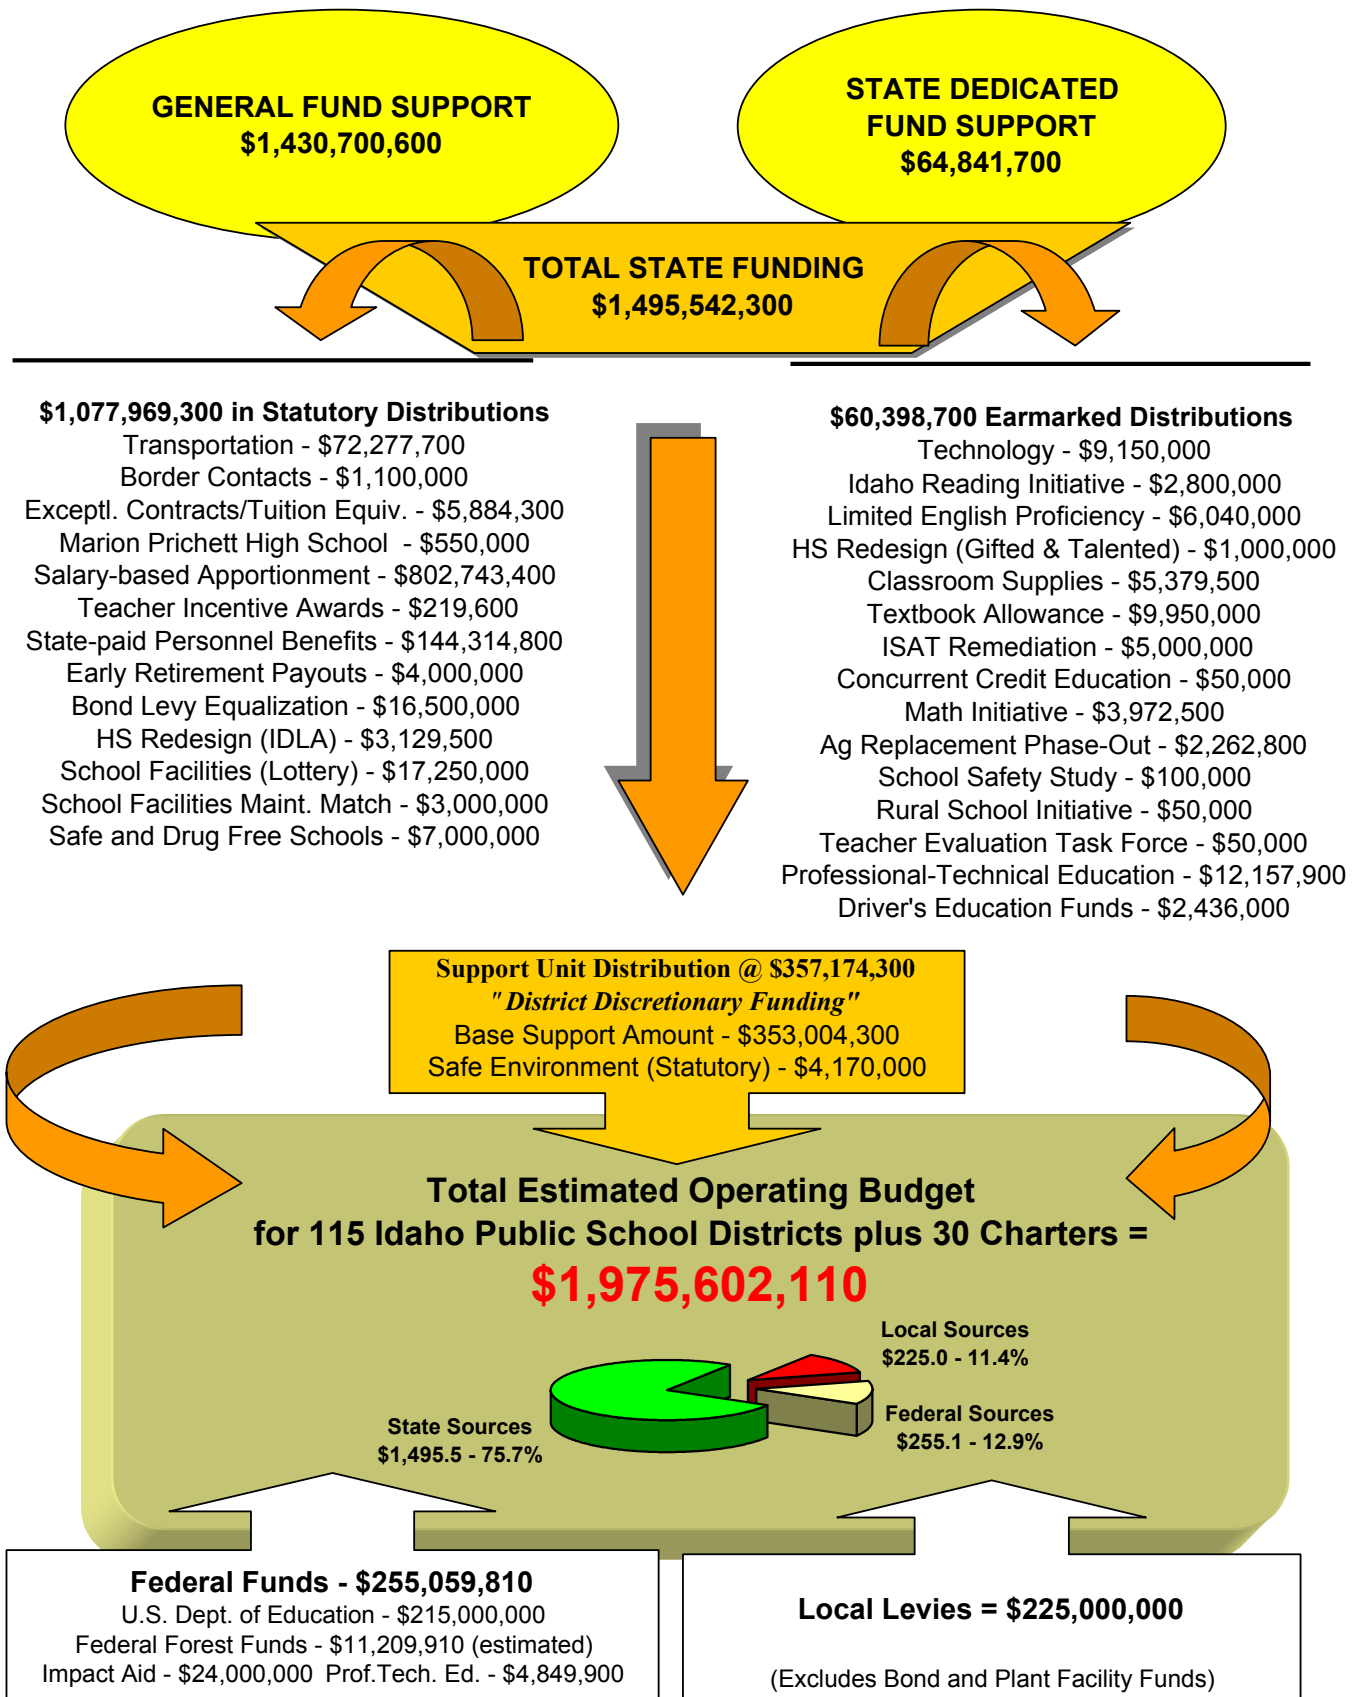 GENERAL FUND SUPPORT
$1,430,700,600
STATE DEDICATED
FUND SUPPORT
$64,841,700
TOTAL STATE FUNDING
$1,495,542,300
$1,077,969,300 in Statutory Distributions
Transportation - $72,277,700
Border Contacts - $1,100,000
Exceptl. Contracts/Tuition Equiv. - $5,884,300
Marion Prichett High School - $550,000
Salary-based Apportionment - $802,743,400
Teacher Incentive Awards - $219,600
State-paid Personnel Benefits - $144,314,800
Early Retirement Payouts - $4,000,000
Bond Levy Equalization - $16,500,000
HS Redesign (IDLA) - $3,129,500
School Facilities (Lottery) - $17,250,000
School Facilities Maint. Match - $3,000,000
Safe and Drug Free Schools - $7,000,000
$60,398,700 Earmarked Distributions
Technology - $9,150,000
Idaho Reading Initiative - $2,800,000
Limited English Proficiency - $6,040,000
HS Redesign (Gifted & Talented) - $1,000,000
Classroom Supplies - $5,379,500
Textbook Allowance - $9,950,000
ISAT Remediation - $5,000,000
Concurrent Credit Education - $50,000
Math Initiative - $3,972,500
Ag Replacement Phase-Out - $2,262,800
School Safety Study - $100,000
Rural School Initiative - $50,000
Teacher Evaluation Task Force - $50,000
Professional-Technical Education - $12,157,900
Driver's Education Funds - $2,436,000
Support Unit Distribution @ $357,174,300
"District Discretionary Funding"
Base Support Amount - $353,004,300
Safe Environment (Statutory) - $4,170,000
Total Estimated Operating Budget
for 115 Idaho Public School Districts plus 30 Charters =
$1,975,602,110
Local Sources
$225.0 - 11.4%
State Sources
$1,495.5 - 75.7%
Federal Sources
$255.1 - 12.9%
Federal Funds - $255,059,810
U.S. Dept. of Education - $215,000,000
Federal Forest Funds - $11,209,910 (estimated)
Impact Aid - $24,000,000 Prof.Tech. Ed. - $4,849,900
Local Levies = $225,000,000
(Excludes Bond and Plant Facility Funds)